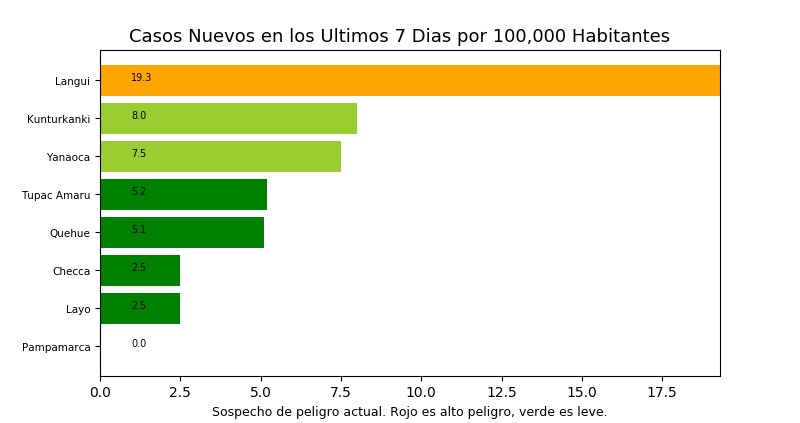 Casos Nuevos en los Ultimos 7 Dias por 100,000 Habitantes
Langui 19.3
Kunturkanki 8.0
Yanaoca 7.5
Tupac Amaru 5.2
Quehue 5.1
Checca 2.5
Layo 2.5
Pampamarca 0.0
0.0 2.5 5.0 7.5 10.0 12.5 15.0 17.5
Sospecho de peligro actual. Rojo es alto peligro, verde es leve.